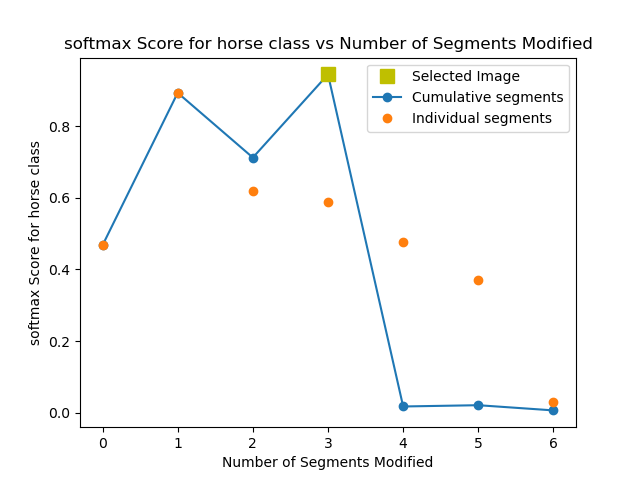 softmax Score for horse class vs Number of Segments Modified
Selected Image
Cumulative segments
Individual segments
softmax Score for horse class
0.8
0.6
0.4
0.2
0.0
0 1 2 3 4 5 6
Number of Segments Modified